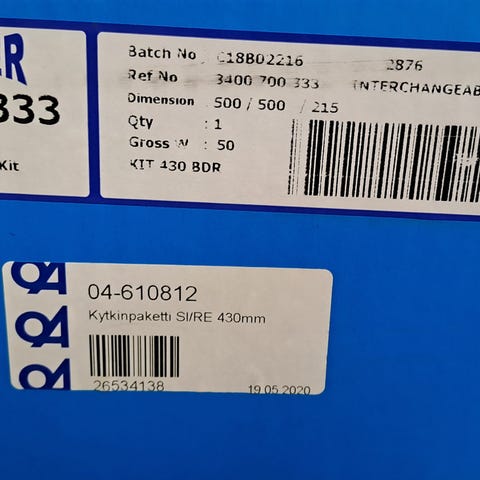 ER
333
Kit
Batch No C18B02216 2876
Ref No 3400 700 333 INTERCHANGEAB
Dimension 500 / 500 / 215
Qty : 1
Gross W : 50
KIT 430 BDR
04-610812
Kytkinpaketti SI/RE 430mm
26534138 19.05.2020